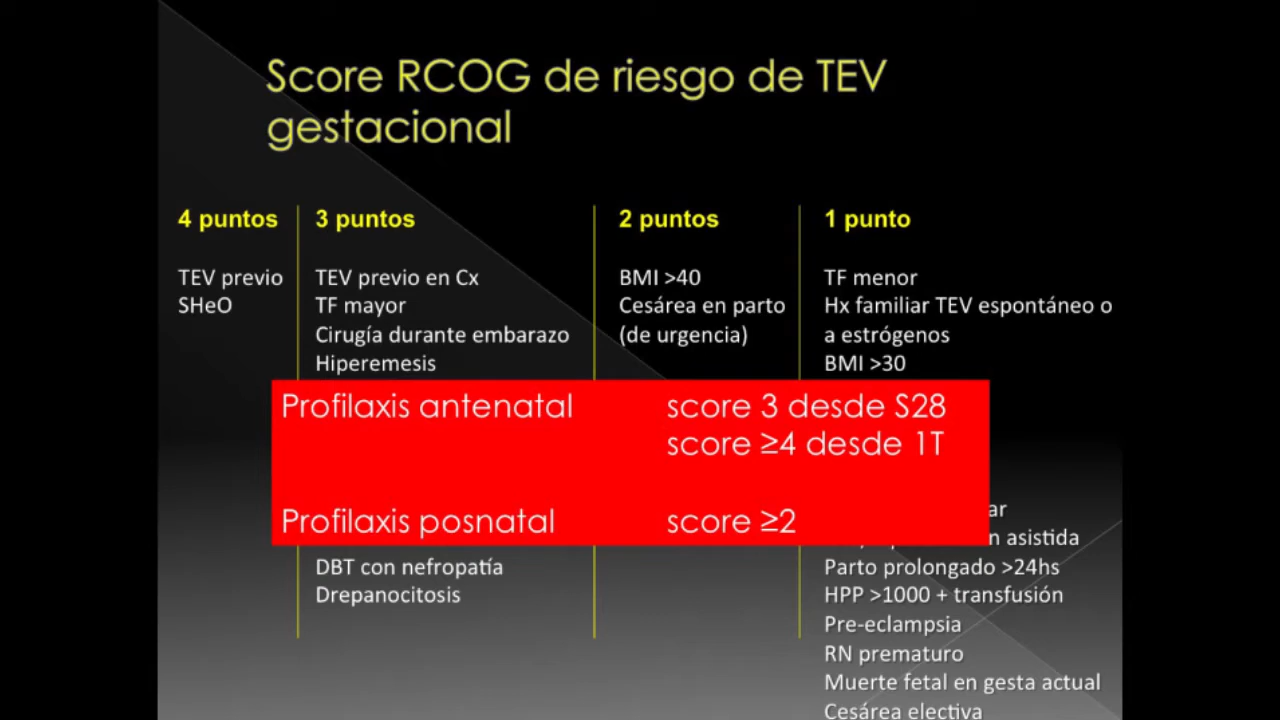 Score RCOG de riesgo de TEV
gestacional
4 puntos
TEV previo
SHeO
3 puntos
TEV previo en Cx
TF mayor
Cirugía durante embarazo
Hiperemesis
2 puntos
BMI >40
Cesárea en parto
(de urgencia)
1 punto
TF menor
Hx familiar TEV espontáneo o
a estrógenos
BMI >30
Profilaxis antenatal score 3 desde S28
score ≥4 desde 1T
Profilaxis posnatal score ≥2
DBT con nefropatía
Drepanocitosis
asistida
Parto prolongado >24hs
HPP >1000 + transfusión
Pre-eclampsia
RN prematuro
Muerte fetal en gesta actual
Cesárea electiva